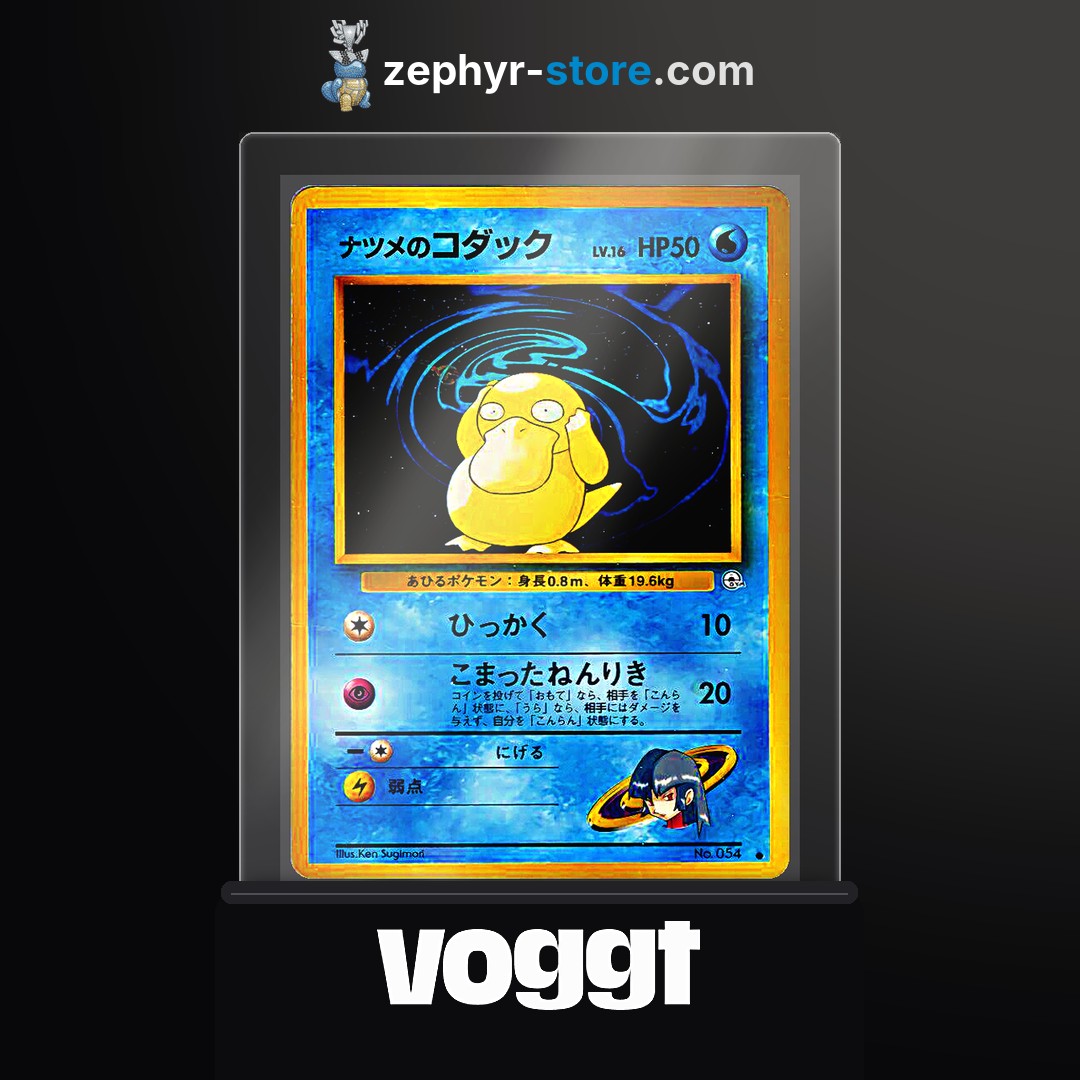 zephyr-store.com
ナツメのコダック LV.16 HP50
あひるポケモン：身長0.8m、体重19.6kg
ひっかく 10
こまったねんりき 20
コインを投げて「おもて」なら、相手を「こんら
ん」状態に、「うら」なら、相手にはダメージを
与えず、自分を「こんらん」状態にする。
にげる
弱点
Illus.Ken Sugimori No. 054
voggt